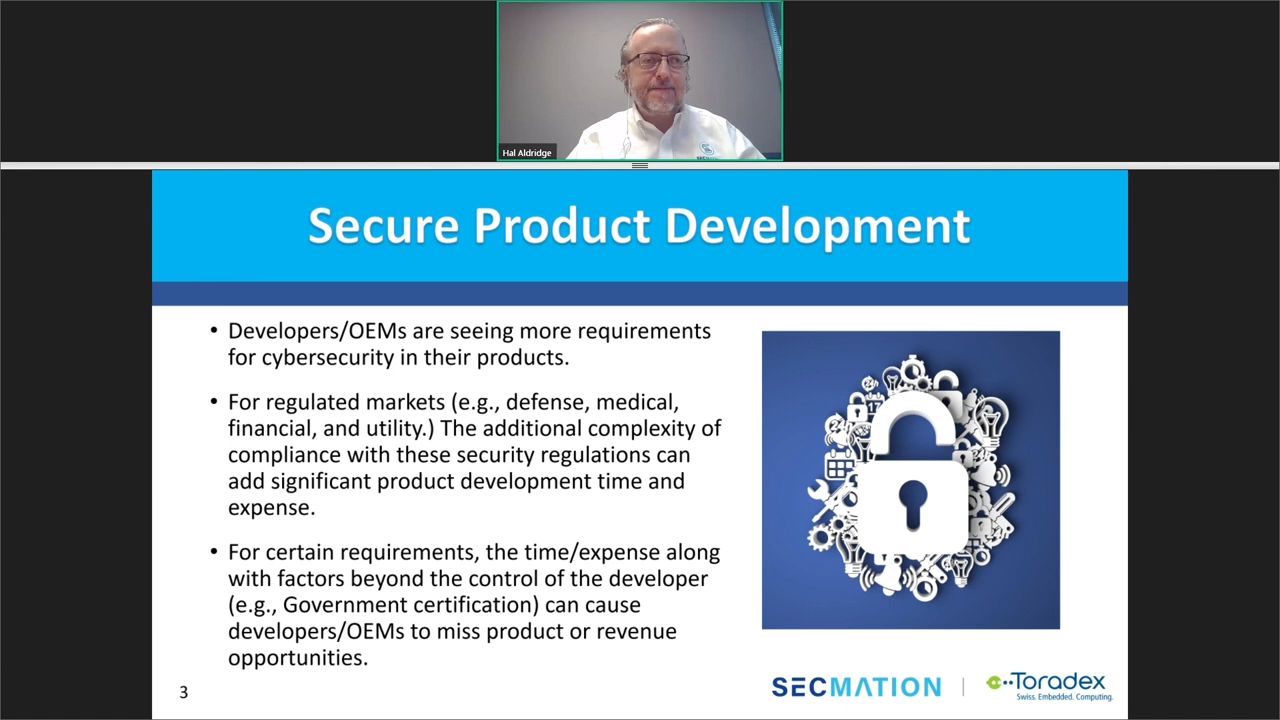 Hal Aldridge
Secure Product Development
• Developers/OEMs are seeing more requirements
for cybersecurity in their products.
• For regulated markets (e.g., defense, medical,
financial, and utility.) The additional complexity of
compliance with these security regulations can
add significant product development time and
expense.
• For certain requirements, the time/expense along
with factors beyond the control of the developer
(e.g., Government certification) can cause
developers/OEMs to miss product or revenue
opportunities.
3
SECMATION
Toradex
Swiss. Embedded. Computing.